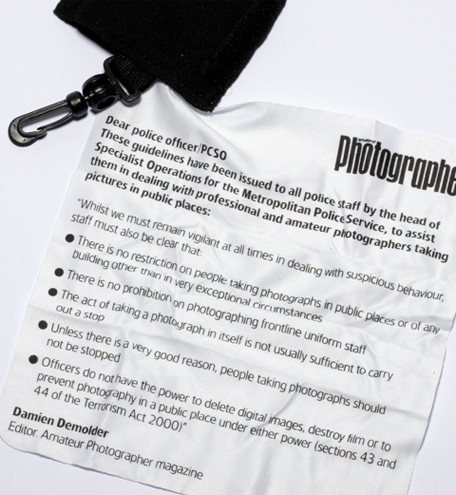 amateur
Photographe
Dear police officer/PCSO
These guidelines have been issued to all police staff by the head of
Specialist Operations for the Metropolitan Police Service, to assist
them in dealing with professional and amateur photographers taking
pictures in public places:
"Whilst we must remain vigilant at all times in dealing with suspicious behaviour,
staff must also be clear that:
● There is no restriction on people taking photographs in public places or of any
building other than in very exceptional circumstances
● There is no prohibition on photographing frontline uniform staff
● The act of taking a photograph in itself is not usually sufficient to carry
out a stop
● Unless there is a very good reason, people taking photographs should
not be stopped
● Officers do not have the power to delete digital images, destroy film or to
prevent photography in a public place under either power (sections 43 and
44 of the Terrorism Act 2000)"
Damien Demolder
Editor, Amateur Photographer magazine